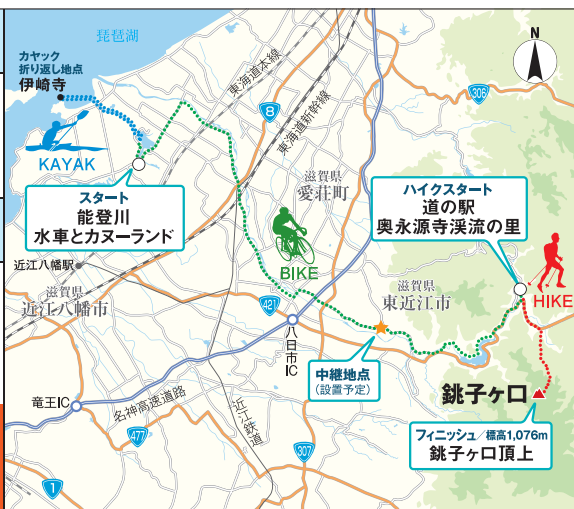 琵琶湖
カヤック
折り返し地点
伊崎寺
KAYAK
東海道本線
東海道新幹線
8
306
N
スタート
能登川
水車とカヌーランド
滋賀県
愛荘町
ハイクスタート
道の駅
奥永源寺渓流の里
BIKE
HIKE
近江八幡駅
滋賀県
近江八幡市
滋賀県
東近江市
421
八日市IC
中継地点
(設置予定)
銚子ヶ口
フィニッシュ/標高1,076m
銚子ヶ口頂上
竜王IC
名神高速道路
近江鉄道
477
307
1